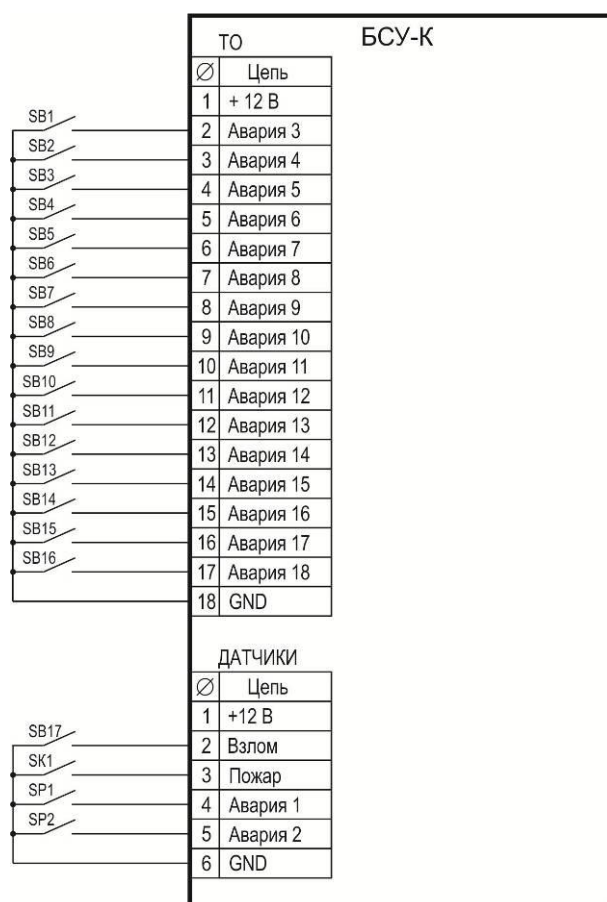 БСУ-К
ТО
∅ Цепь
1 + 12 В
SB1 2 Авария 3
SB2 3 Авария 4
SB3 4 Авария 5
SB4 5 Авария 6
SB5 6 Авария 7
SB6 7 Авария 8
SB7 8 Авария 9
SB8 9 Авария 10
SB9 10 Авария 11
SB10 11 Авария 12
SB11 12 Авария 13
SB12 13 Авария 14
SB13 14 Авария 15
SB14 15 Авария 16
SB15 16 Авария 17
SB16 17 Авария 18
18 GND
ДАТЧИКИ
∅ Цепь
1 +12 В
SB17 2 Взлом
SK1 3 Пожар
SP1 4 Авария 1
SP2 5 Авария 2
6 GND